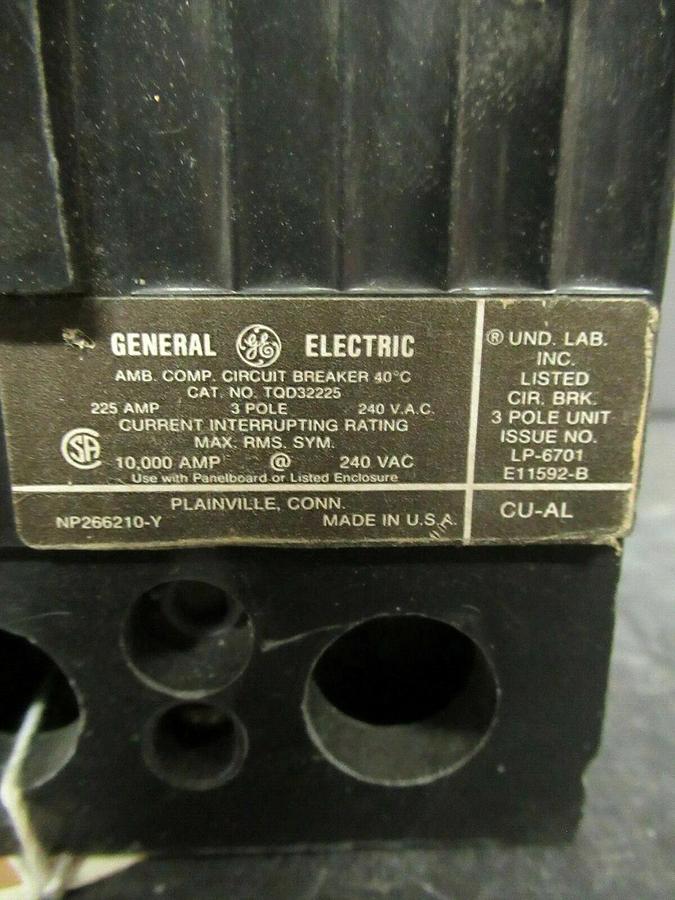 GENERAL GE ELECTRIC
AMB. COMP. CIRCUIT BREAKER 40°C
CAT. NO. TQD32225
225 AMP 3 POLE 240 V.A.C.
CURRENT INTERRUPTING RATING
MAX. RMS. SYM.
SA 10,000 AMP @ 240 VAC
Use with Panelboard or Listed Enclosure
PLAINVILLE, CONN.
NP266210-Y MADE IN U.S.A.
® UND. LAB.
INC.
LISTED
CIR. BRK.
3 POLE UNIT
ISSUE NO.
LP-6701
E11592-B
CU-AL